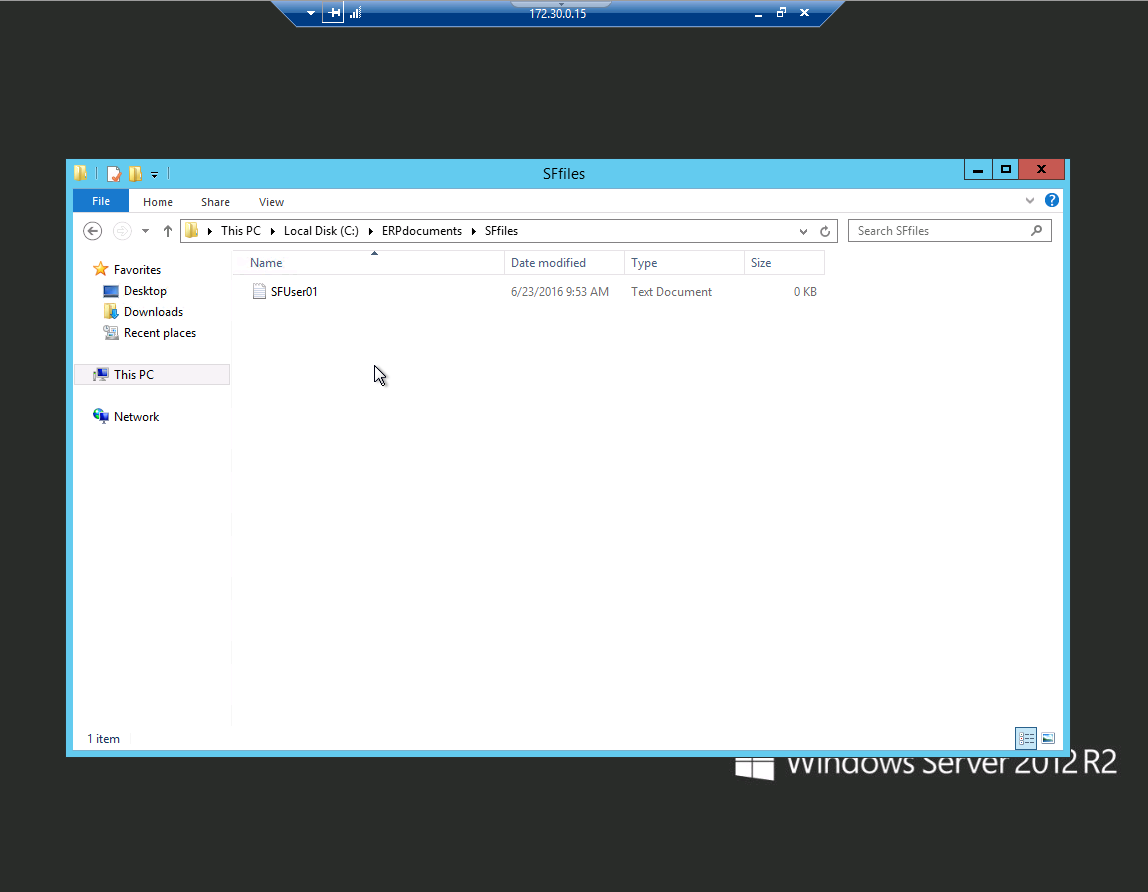 172.30.0.15
SFfiles
File Home Share View
This PC Local Disk (C:) ERPdocuments SFfiles
Search SFfiles
Name Date modified Type Size
Favorites
SFUser01 6/23/2016 9:53 AM Text Document 0 KB
Desktop
Downloads
Recent places
This PC
Network
1 item
Windows Server 2012 R2